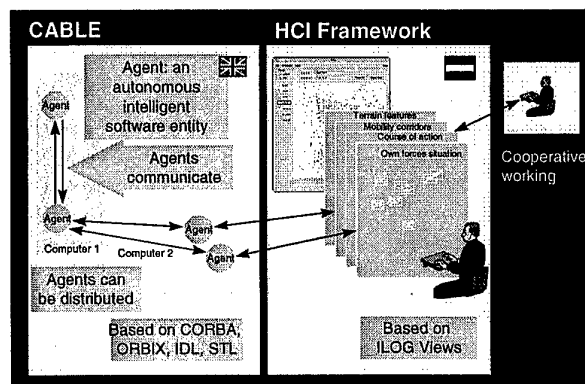 CABLE
Agent: an
autonomous
intelligent
software entity
Agent
Agents
communicate
Agent
Computer 1
Computer 2
Agent
Agent
Agents can
be distributed
Based on CORBA,
ORBIX, IDL, STL
HCI Framework
Terrain features
Mobility corridors
Course of action
Own forces situation
Based on
ILOG Views
Cooperative
working